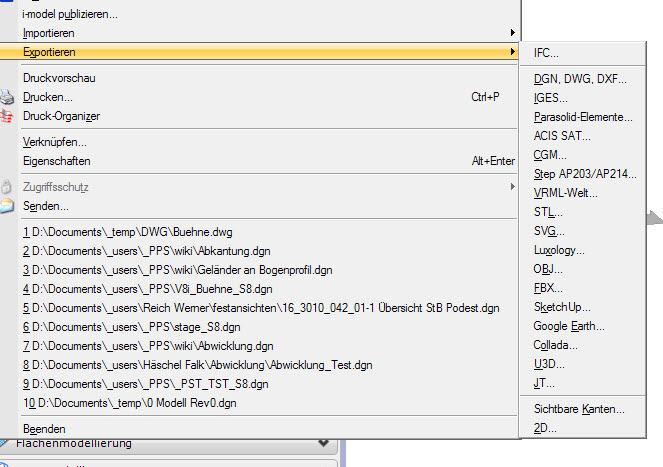 i-model publizieren...
Importieren
Exportieren
Druckvorschau
Drucken... Ctrl+P
Druck-Organizer
Verknüpfen...
Eigenschaften Alt+Enter
Zugriffsschutz
Senden...
1 D:\Documents\_temp\DWG\Buehne.dwg
2 D:\Documents\_users\_PPS\wiki\Abkantung.dgn
3 D:\Documents\_users\_PPS\wiki\Geländer an Bogenprofil.dgn
4 D:\Documents\_users\_PPS\V8i_Buehne_S8.dgn
5 D:\Documents\_users\Reich Werner\festansichten\16_3010_042_01-1 Übersicht StB Podest.dgn
6 D:\Documents\_users\_PPS\stage_S8.dgn
7 D:\Documents\_users\_PPS\wiki\Abwicklung.dgn
8 D:\Documents\_users\Häschel Falk\Abwicklung\Abwicklung_Test.dgn
9 D:\Documents\_users\_PPS\_PST_TST_S8.dgn
10 D:\Documents\_temp\0 Modell Rev0.dgn
Beenden
Flächenmodellierung
IFC...
DGN, DWG, DXF...
IGES...
Parasolid-Elemente...
ACIS SAT...
CGM...
Step AP203/AP214...
VRML-Welt...
STL...
SVG...
Luxology...
OBJ...
FBX...
SketchUp...
Google Earth...
Collada...
U3D...
JT...
Sichtbare Kanten...
2D...